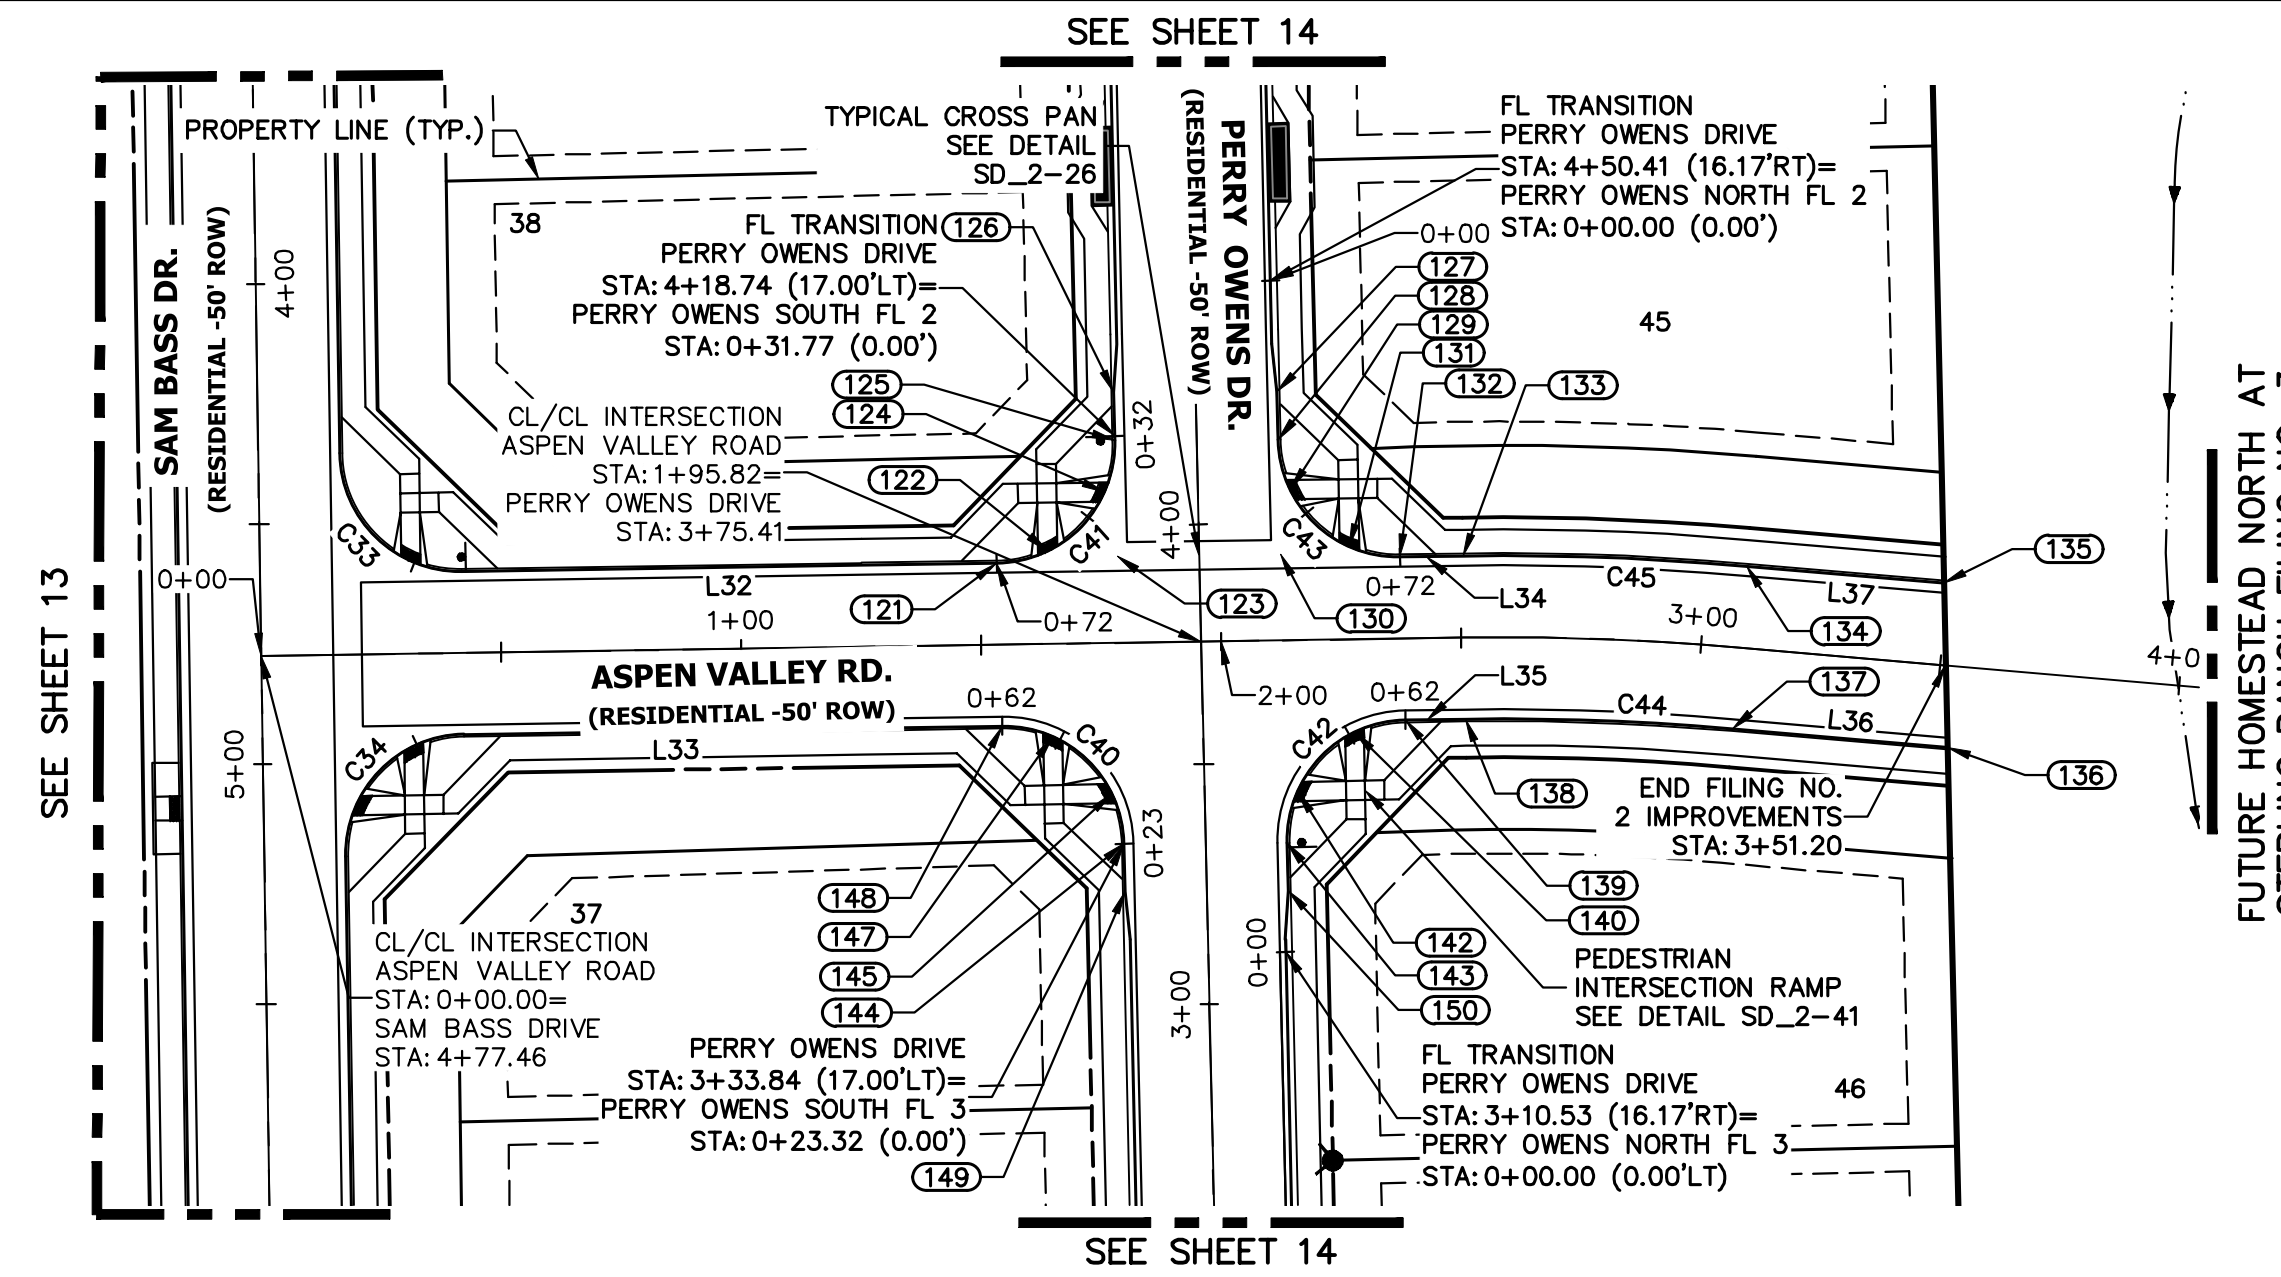 SEE SHEET 14
PROPERTY LINE (TYP.)
TYPICAL CROSS PAN
SEE DETAIL
SD_2-26
PERRY OWENS DR.
(RESIDENTIAL -50' ROW)
FL TRANSITION
PERRY OWENS DRIVE
STA: 4+50.41 (16.17'RT)=
PERRY OWENS NORTH FL 2
STA: 0+00.00 (0.00')
0+00
SAM BASS DR.
(RESIDENTIAL -50' ROW)
4+00
38
FL TRANSITION
PERRY OWENS DRIVE
STA: 4+18.74 (17.00'LT)=
PERRY OWENS SOUTH FL 2
STA: 0+31.77 (0.00')
126
127
128
129
131
132
133
45
125
124
CL/CL INTERSECTION
ASPEN VALLEY ROAD
STA: 1+95.82=
PERRY OWENS DRIVE
STA: 3+75.41
122
0+32
4+00
C33
C41
C43
SEE SHEET 13
0+00
L32
1+00
121
0+72
123
130
0+72
L34
C45
L37
3+00
134
135
4+0
ASPEN VALLEY RD.
(RESIDENTIAL -50' ROW)
0+62
2+00
0+62
L35
137
C44
L36
136
5+00
C34
L33
C40
C42
138
END FILING NO.
2 IMPROVEMENTS
STA: 3+51.20
0+23
148
147
145
144
139
140
142
143
150
0+00
3+00
37
CL/CL INTERSECTION
ASPEN VALLEY ROAD
STA: 0+00.00=
SAM BASS DRIVE
STA: 4+77.46
PEDESTRIAN
INTERSECTION RAMP
SEE DETAIL SD_2-41
PERRY OWENS DRIVE
STA: 3+33.84 (17.00'LT)=
PERRY OWENS SOUTH FL 3
STA: 0+23.32 (0.00')
149
FL TRANSITION
PERRY OWENS DRIVE
STA: 3+10.53 (16.17'RT)=
PERRY OWENS NORTH FL 3
STA: 0+00.00 (0.00'LT)
46
FUTURE HOMESTEAD NORTH AT
SEE SHEET 14